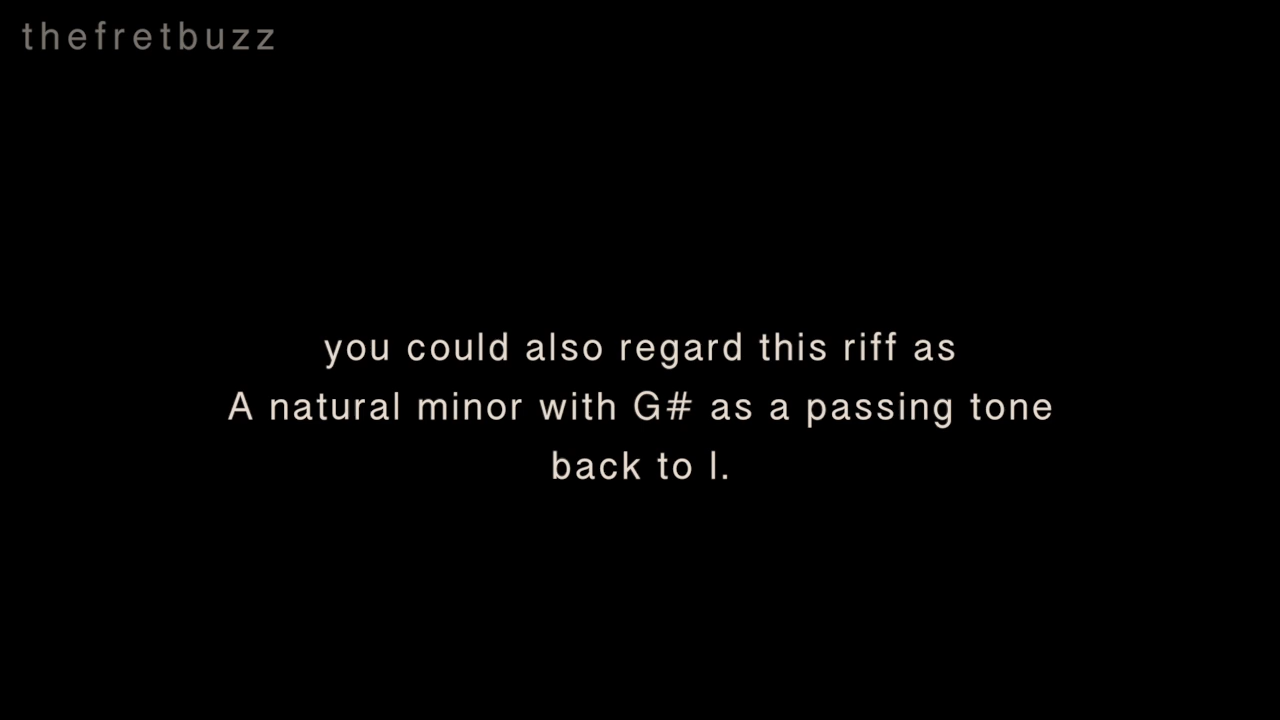 thefretbuzz
you could also regard this riff as
A natural minor with G# as a passing tone
back to I.